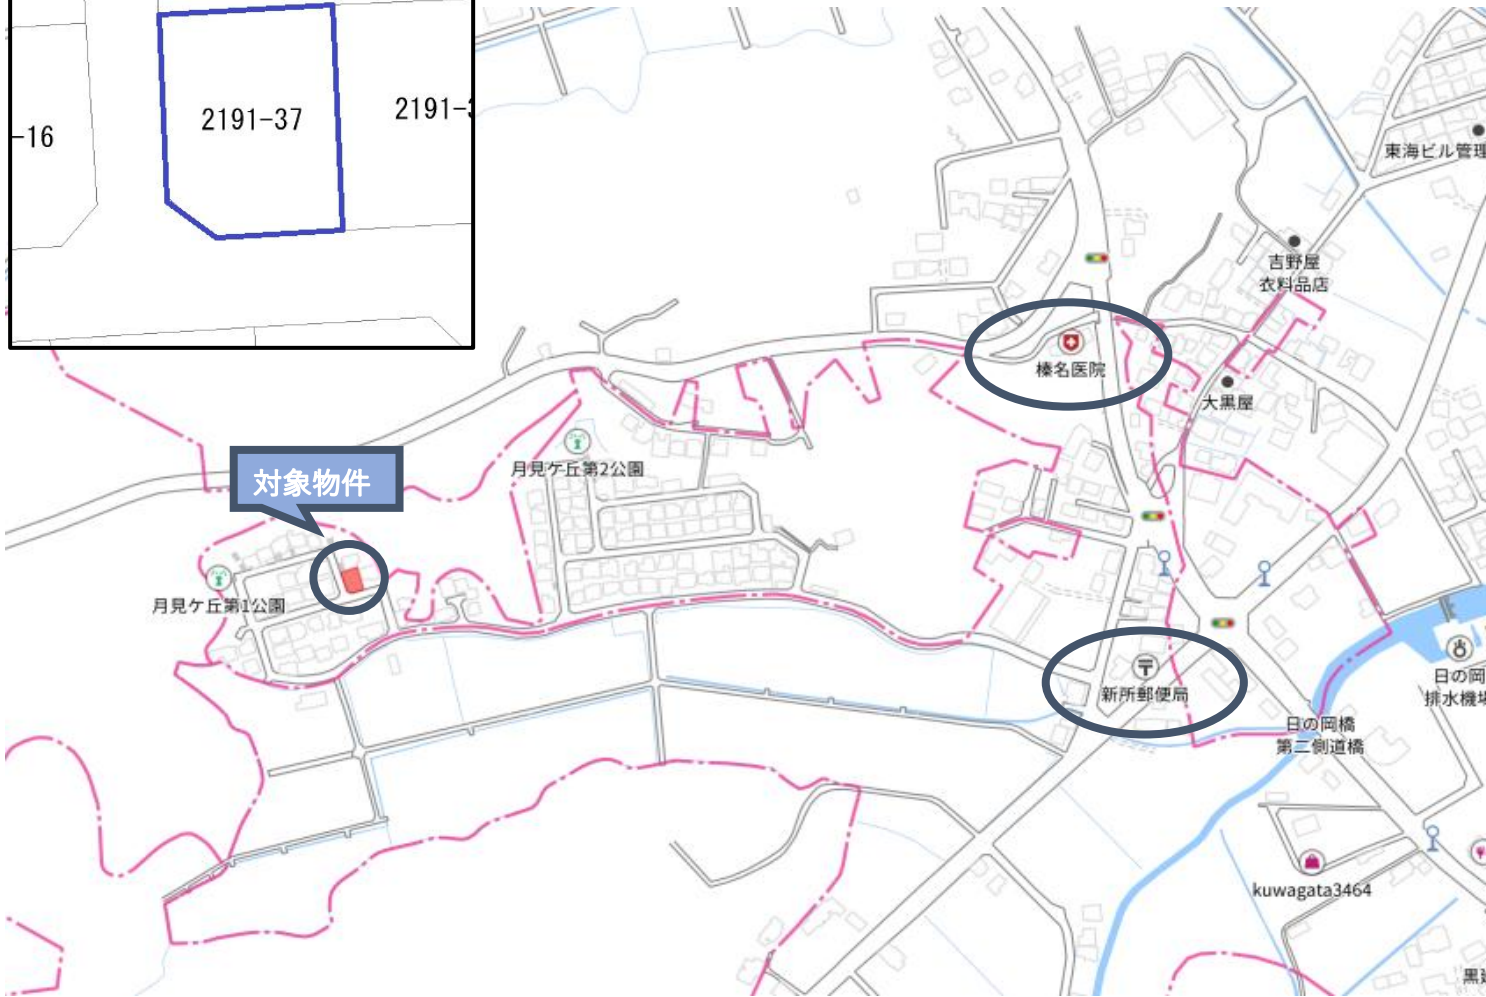 2191-37
2191-
-16
東海ビル管理
吉野屋
衣料品店
榛名医院
大黒屋
月見ケ丘第2公園
対象物件
月見ケ丘第1公園
新所郵便局
日の岡
排水機場
日の岡橋
第二側道橋
kuwagata3464